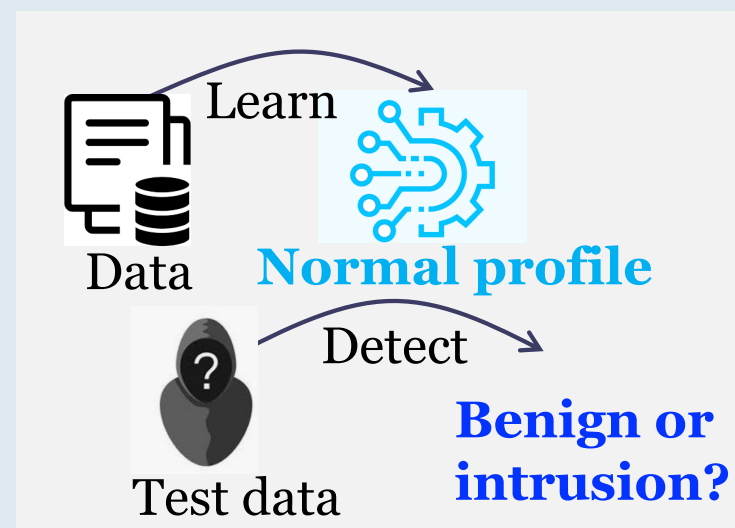 Learn
Data
Normal profile
Detect
?
Test data
Benign or
intrusion?